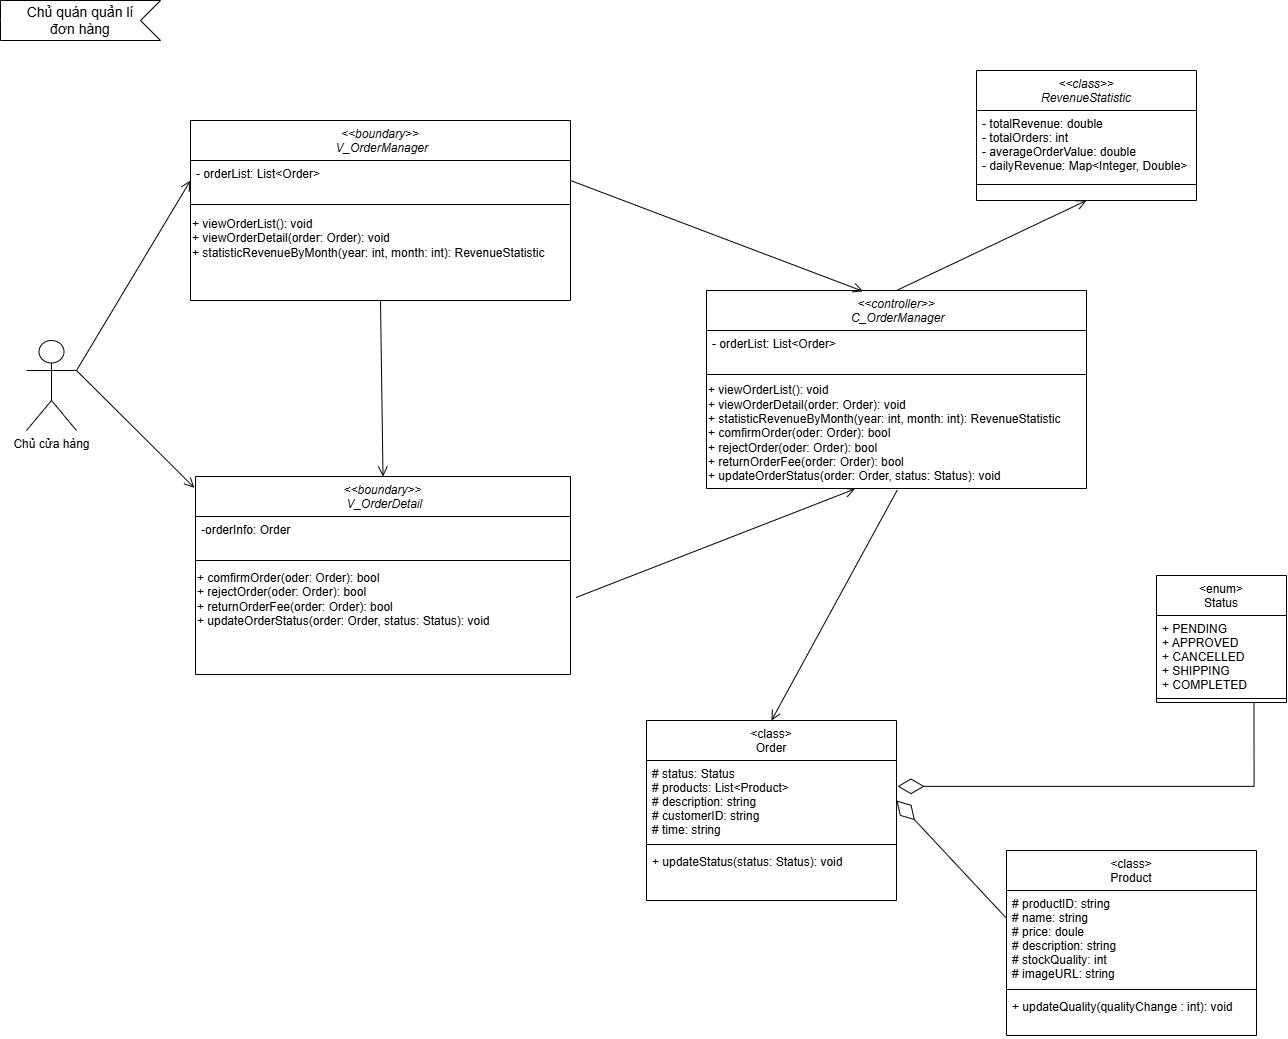 Chủ quán quản lí
đơn hàng
<<class>>
RevenueStatistic
- totalRevenue: double
- totalOrders: int
- averageOrderValue: double
- dailyRevenue: Map<Integer, Double>
<<boundary>>
V_OrderManager
- orderList: List<Order>
+ viewOrderList(): void
+ viewOrderDetail(order: Order): void
+ statisticRevenueByMonth(year: int, month: int): RevenueStatistic
<<controller>>
C_OrderManager
- orderList: List<Order>
+ viewOrderList(): void
+ viewOrderDetail(order: Order): void
+ statisticRevenueByMonth(year: int, month: int): RevenueStatistic
+ comfirmOrder(oder: Order): bool
+ rejectOrder(oder: Order): bool
+ returnOrderFee(order: Order): bool
+ updateOrderStatus(order: Order, status: Status): void
Chủ cửa hàng
<<boundary>>
V_OrderDetail
-orderInfo: Order
+ comfirmOrder(oder: Order): bool
+ rejectOrder(oder: Order): bool
+ returnOrderFee(order: Order): bool
+ updateOrderStatus(order: Order, status: Status): void
<enum>
Status
+ PENDING
+ APPROVED
+ CANCELLED
+ SHIPPING
+ COMPLETED
<class>
Order
# status: Status
# products: List<Product>
# description: string
# customerID: string
# time: string
+ updateStatus(status: Status): void
<class>
Product
# productID: string
# name: string
# price: doule
# description: string
# stockQuality: int
# imageURL: string
+ updateQuality(qualityChange : int): void